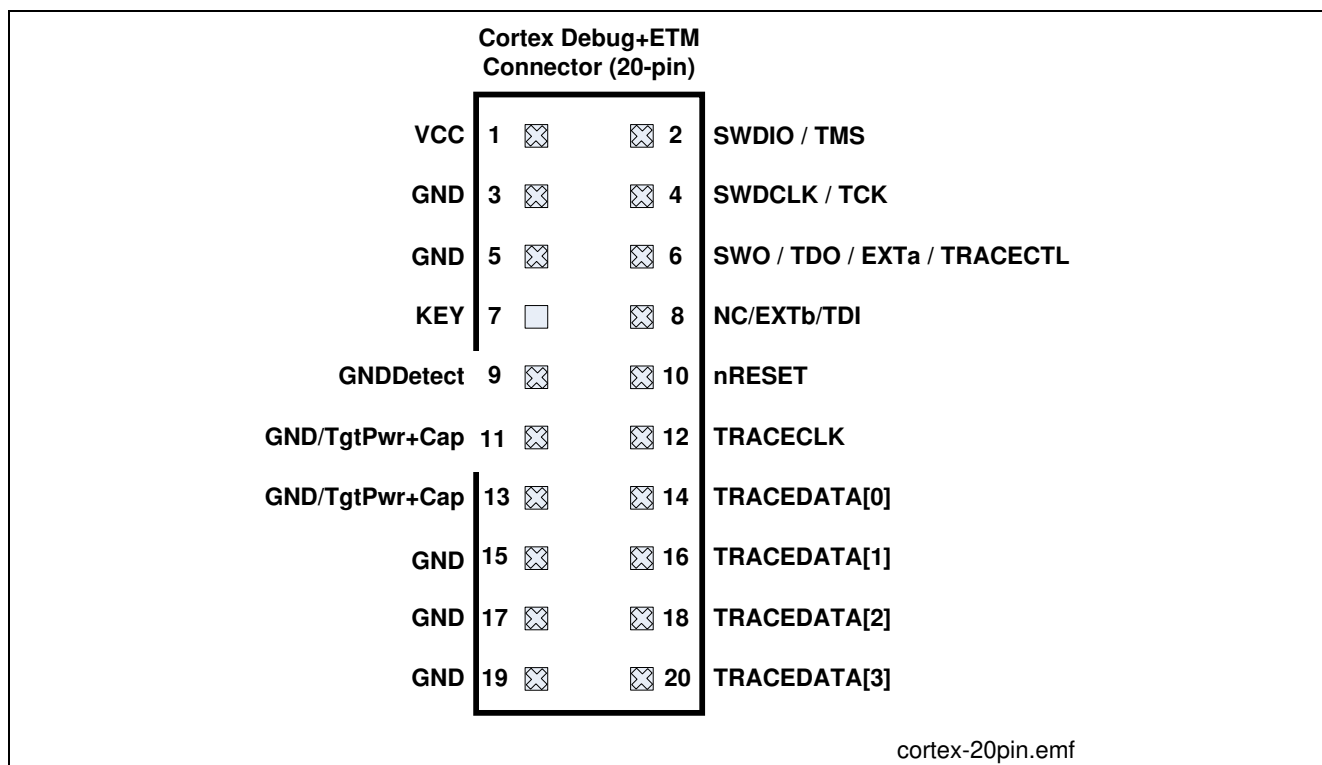 Cortex Debug+ETM
Connector (20-pin)
VCC 1 2 SWDIO / TMS
GND 3 4 SWDCLK / TCK
GND 5 6 SWO / TDO / EXTa / TRACECTL
KEY 7 8 NC/EXTb/TDI
GNDDetect 9 10 nRESET
GND/TgtPwr+Cap 11 12 TRACECLK
GND/TgtPwr+Cap 13 14 TRACEDATA[0]
GND 15 16 TRACEDATA[1]
GND 17 18 TRACEDATA[2]
GND 19 20 TRACEDATA[3]
cortex-20pin.emf